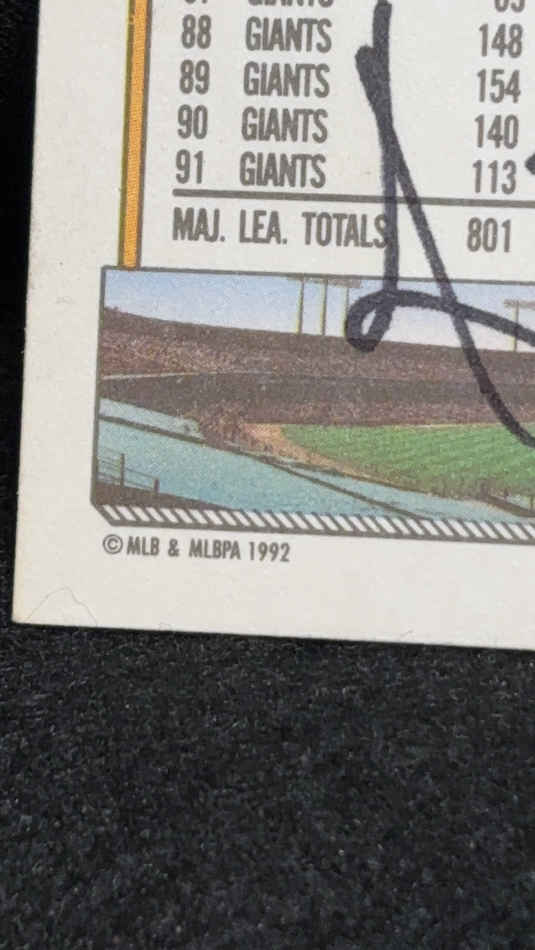 88 GIANTS 148
89 GIANTS 154
90 GIANTS 140
91 GIANTS 113
MAJ. LEA. TOTALS 801
© MLB & MLBPA 1992